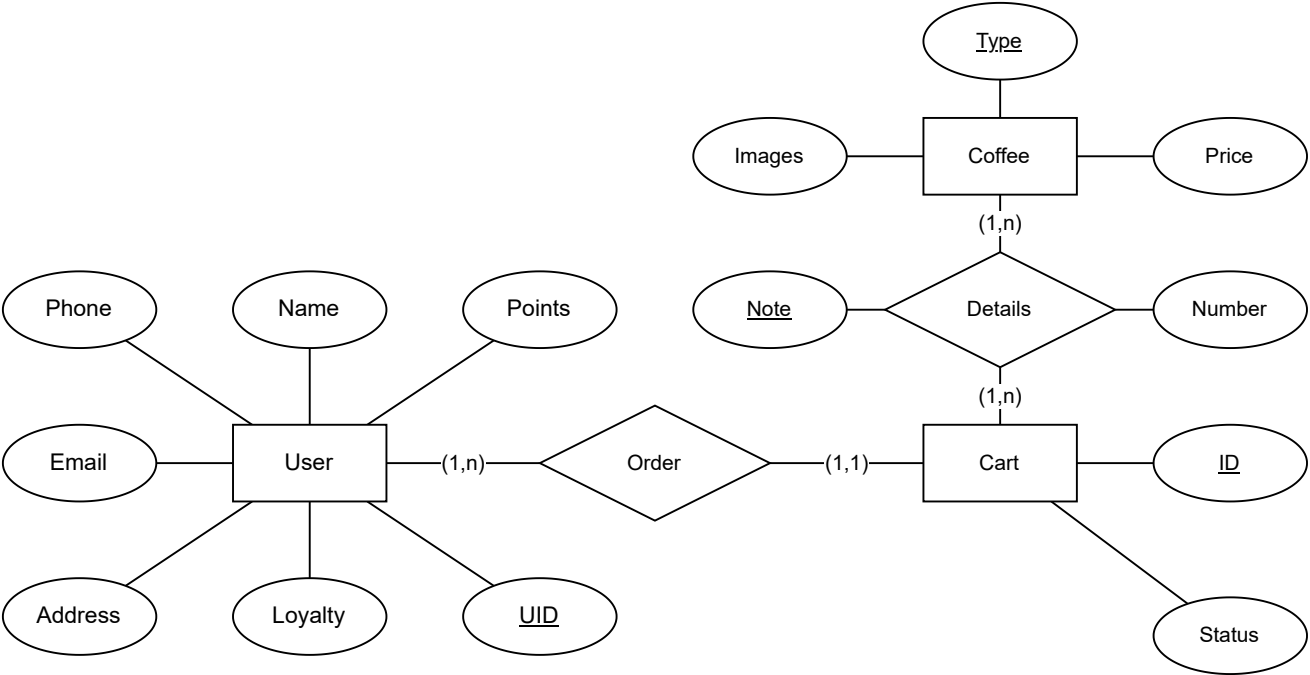 Type
Images
Coffee
Price
(1,n)
Phone
Name
Points
Note
Details
Number
(1,n)
Email
User
(1,n)
Order
(1,1)
Cart
ID
Address
Loyalty
UID
Status